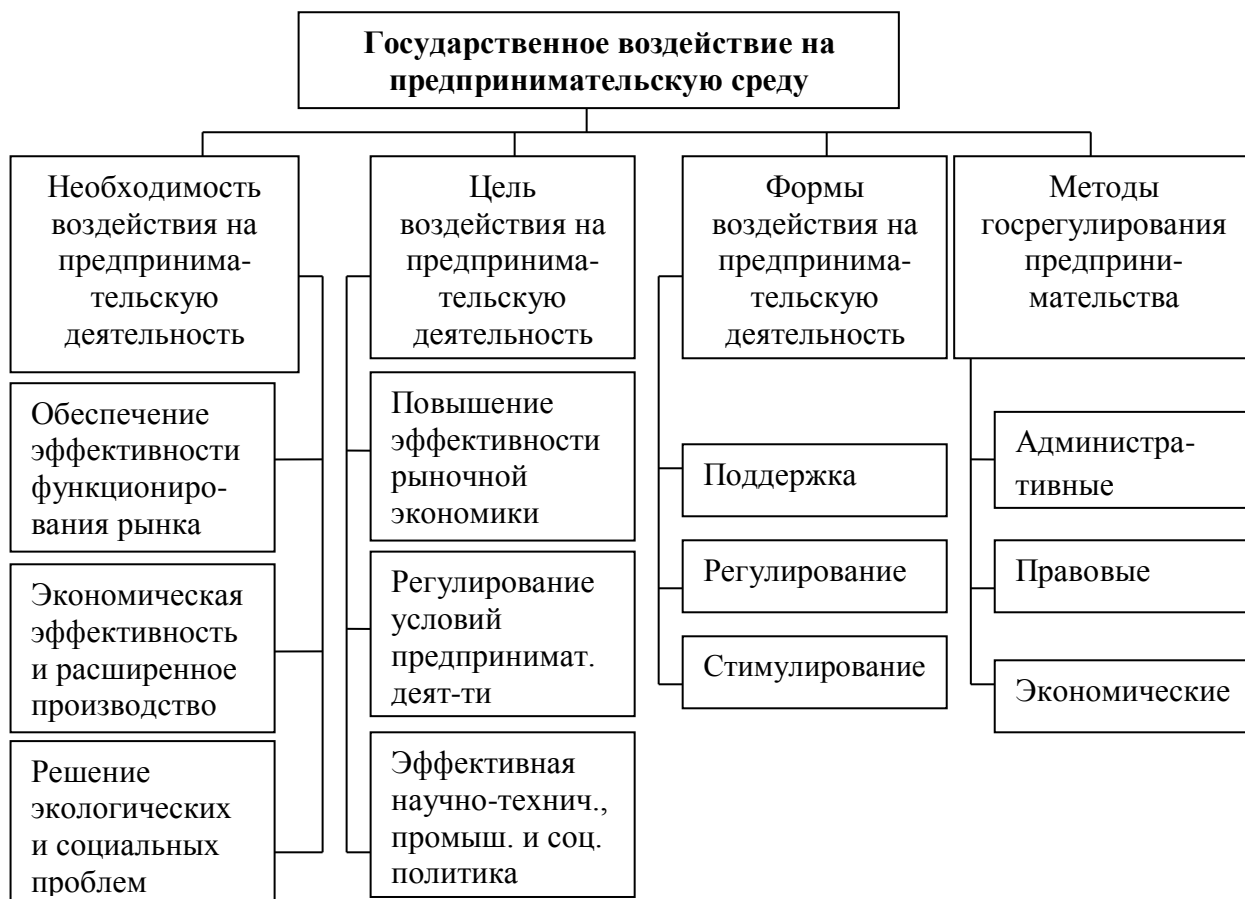 Государственное воздействие на
предпринимательскую среду
Необходимость
воздействия на
предпринима-
тельскую
деятельность
Обеспечение
эффективности
функциониро-
вания рынка
Экономическая
эффективность
и расширенное
производство
Решение
экологических
и социальных
проблем
Цель
воздействия на
предпринима-
тельскую
деятельность
Повышение
эффективности
рыночной
экономики
Регулирование
условий
предпринимат.
деят-ти
Эффективная
научно-технич.,
промыш. и соц.
политика
Формы
воздействия на
предпринима-
тельскую
деятельность
Поддержка
Регулирование
Стимулирование
Методы
госрегулирования
предприни-
мательства
Администра-
тивные
Правовые
Экономические